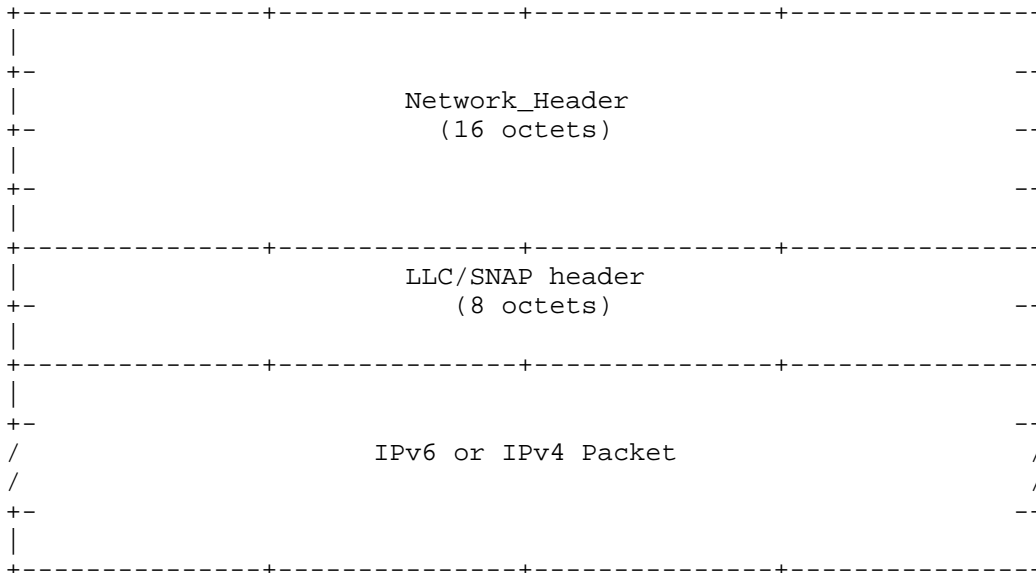 Network_Header
(16 octets)
LLC/SNAP header
(8 octets)
IPv6 or IPv4 Packet